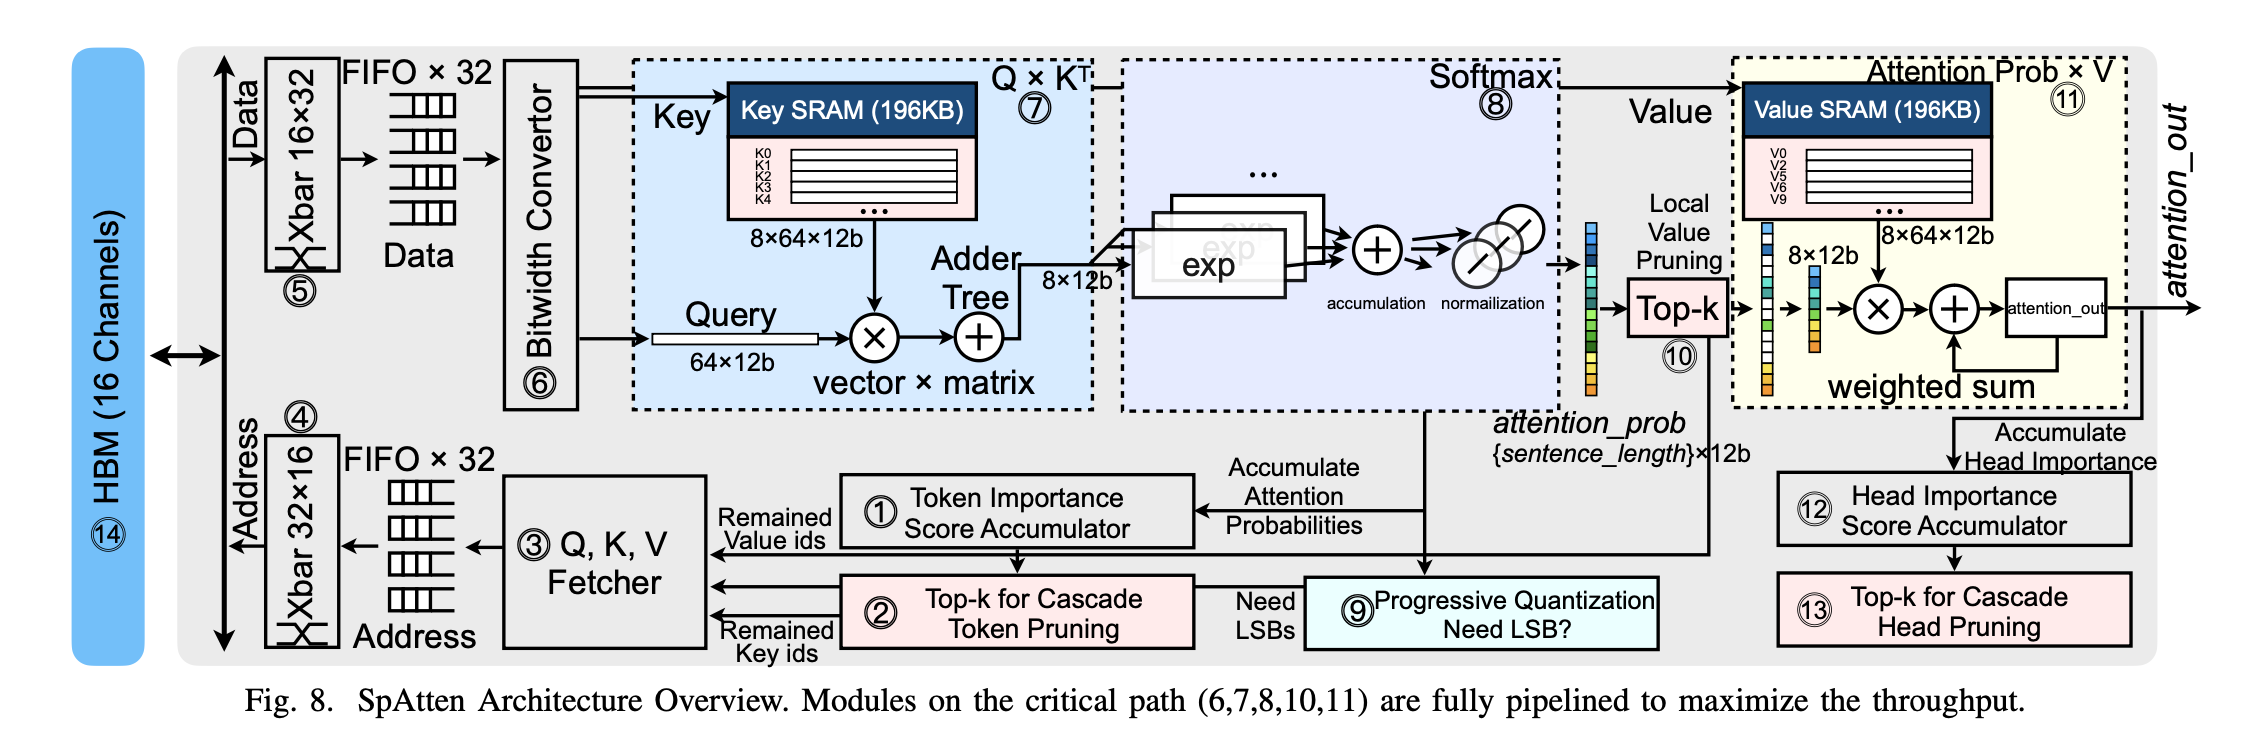 ⑭ HBM (16 Channels)
Data
Xbar 16×32
⑤
FIFO × 32
Data
Bitwidth Convertor
⑥
Key
Key SRAM (196KB)
K0
K1
K2
K3
K4
...
Q × Kᵀ
⑦
8×64×12b
Adder
Tree
Query
64×12b
vector × matrix
8×12b
Softmax
⑧
...
exp
exp
exp
accumulation
normailization
attention_prob
{sentence_length}×12b
Value
Local
Value
Pruning
Top-k
⑩
Attention Prob × V
⑪
Value SRAM (196KB)
V0
V2
V5
V6
V9
...
8×64×12b
8×12b
attention_out
weighted sum
attention_out
④
Address
Xbar 32×16
FIFO × 32
Address
③ Q, K, V
Fetcher
Remained
Value ids
Remained
Key ids
① Token Importance
Score Accumulator
② Top-k for Cascade
Token Pruning
Accumulate
Attention
Probabilities
Need
LSBs
⑨ Progressive Quantization
Need LSB?
Accumulate
Head Importance
⑫ Head Importance
Score Accumulator
⑬ Top-k for Cascade
Head Pruning
Fig. 8. SpAtten Architecture Overview. Modules on the critical path (6,7,8,10,11) are fully pipelined to maximize the throughput.